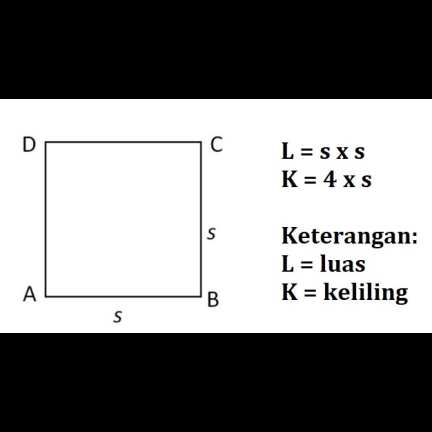 D
C
L = s x s
K = 4 x s
s
Keterangan:
L = luas
A
B
K = keliling
s